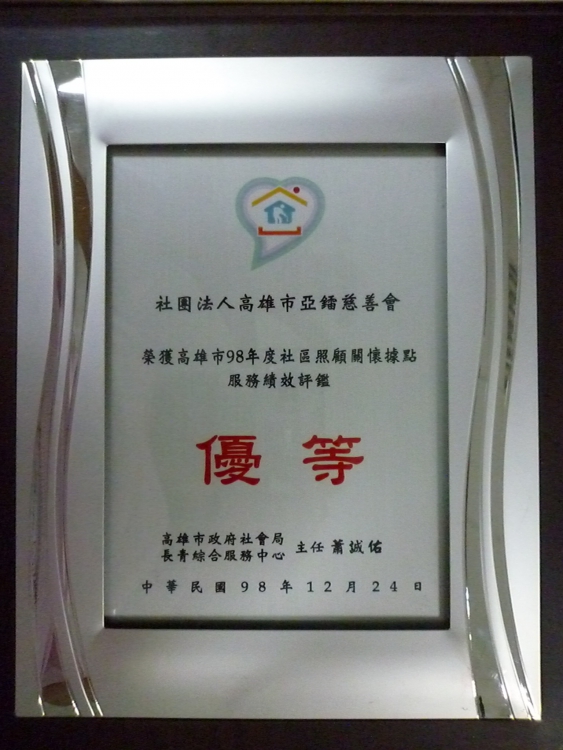 社團法人高雄市亞鐳慈善會
榮獲高雄市98年度社區照顧關懷據點
服務績效評鑑
優等
高雄市政府社會局
長青綜合服務中心 主任 蕭誠佑
中華民國98年12月24日